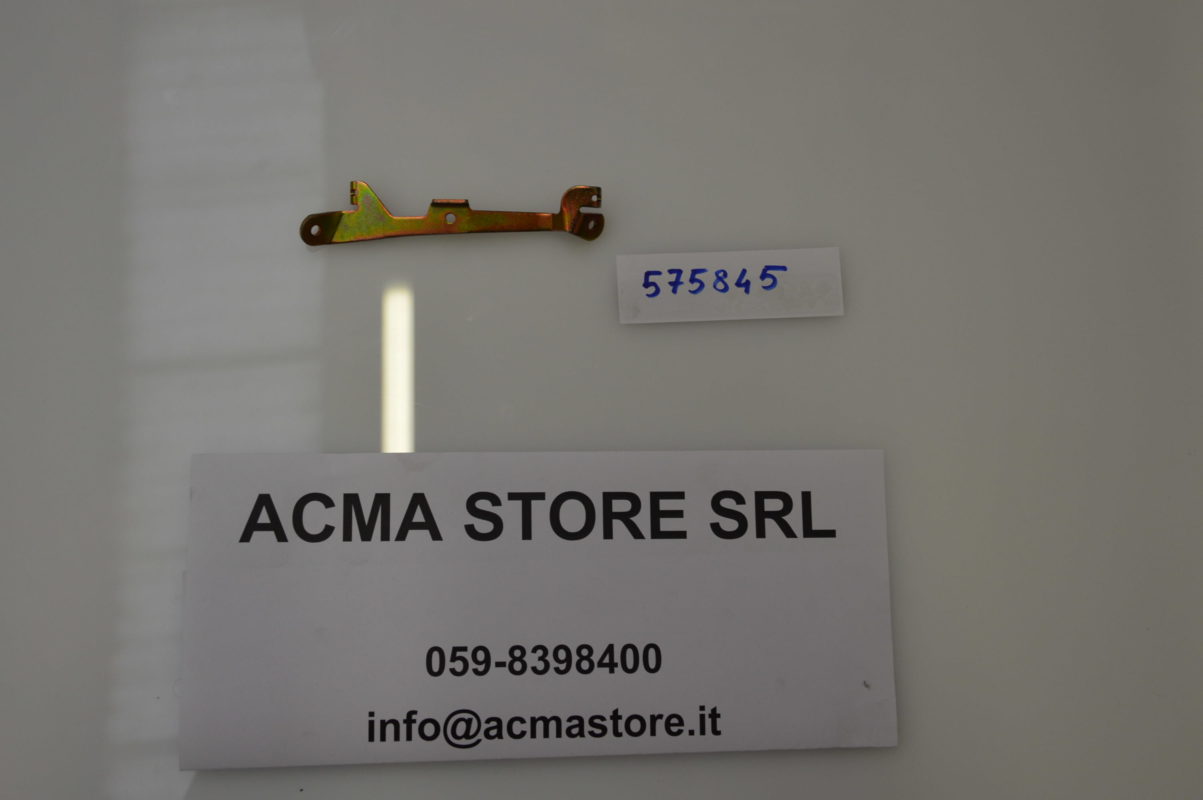 575845
ACMA STORE SRL
059-8398400
info@acmastore.it